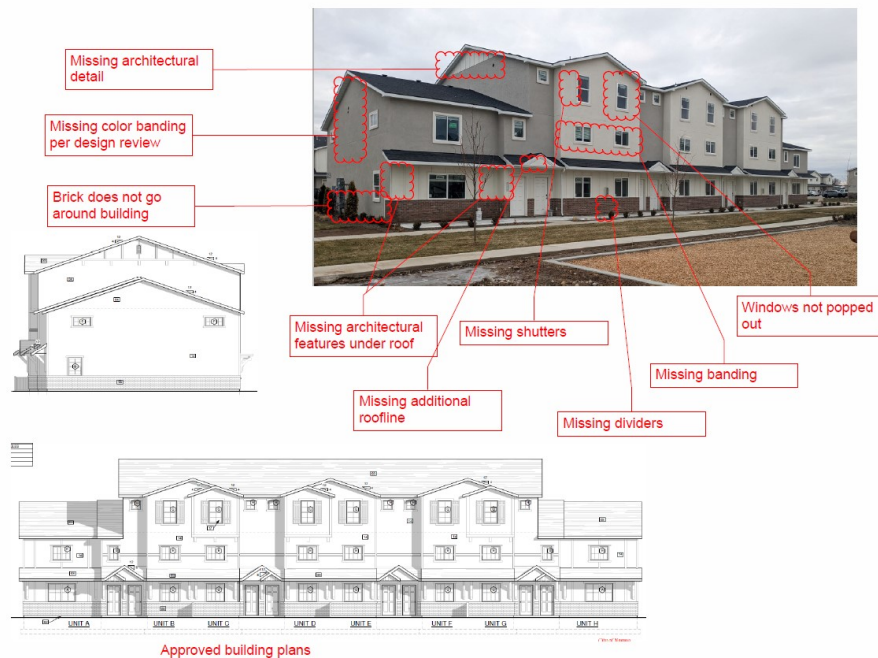 Missing architectural
detail
Missing color banding
per design review
Brick does not go
around building
Missing architectural
features under roof
Missing shutters
Windows not popped
out
Missing banding
Missing additional
roofline
Missing dividers
UNIT A
UNIT B
UNIT C
UNIT D
UNIT E
UNIT F
UNIT G
UNIT H
Approved building plans